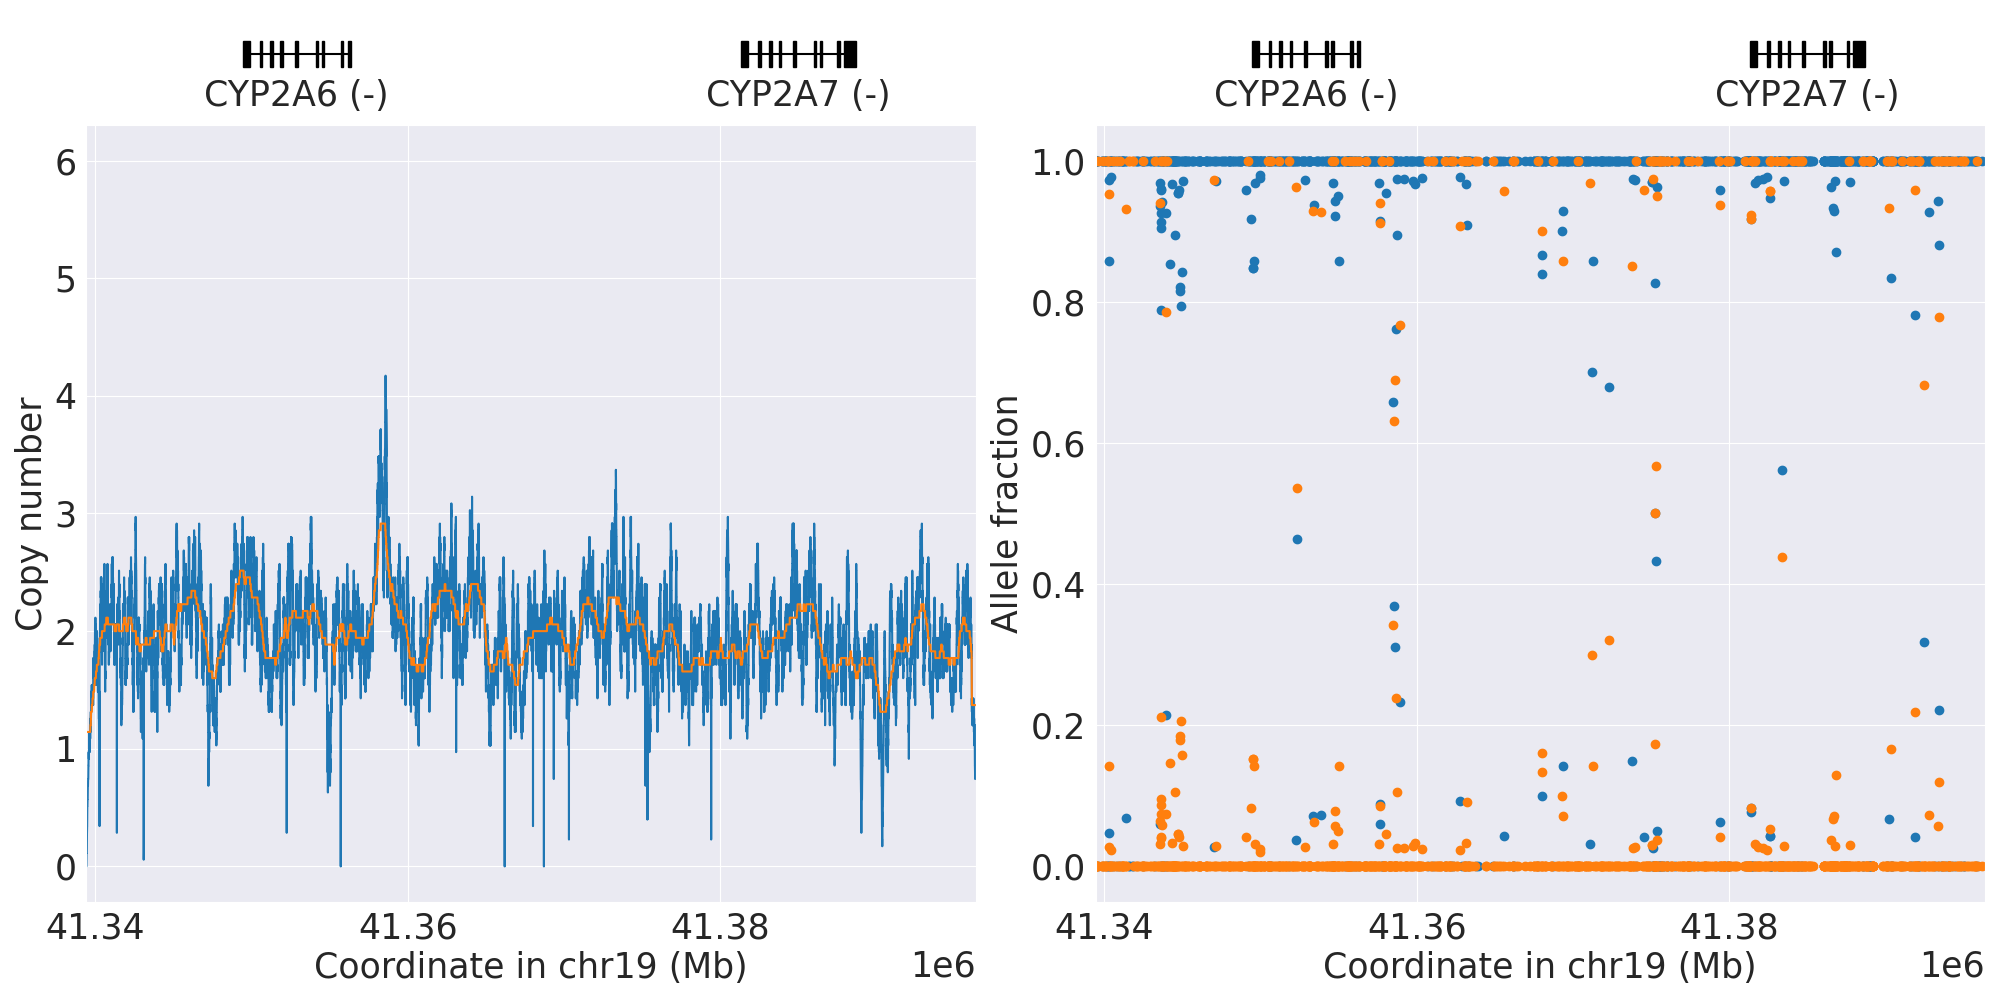 CYP2A6 (-)
CYP2A7 (-)
6
5
4
3
2
1
0
Copy number
41.34
41.36
41.38
Coordinate in chr19 (Mb)
1e6
CYP2A6 (-)
CYP2A7 (-)
1.0
0.8
0.6
0.4
0.2
0.0
Allele fraction
41.34
41.36
41.38
Coordinate in chr19 (Mb)
1e6